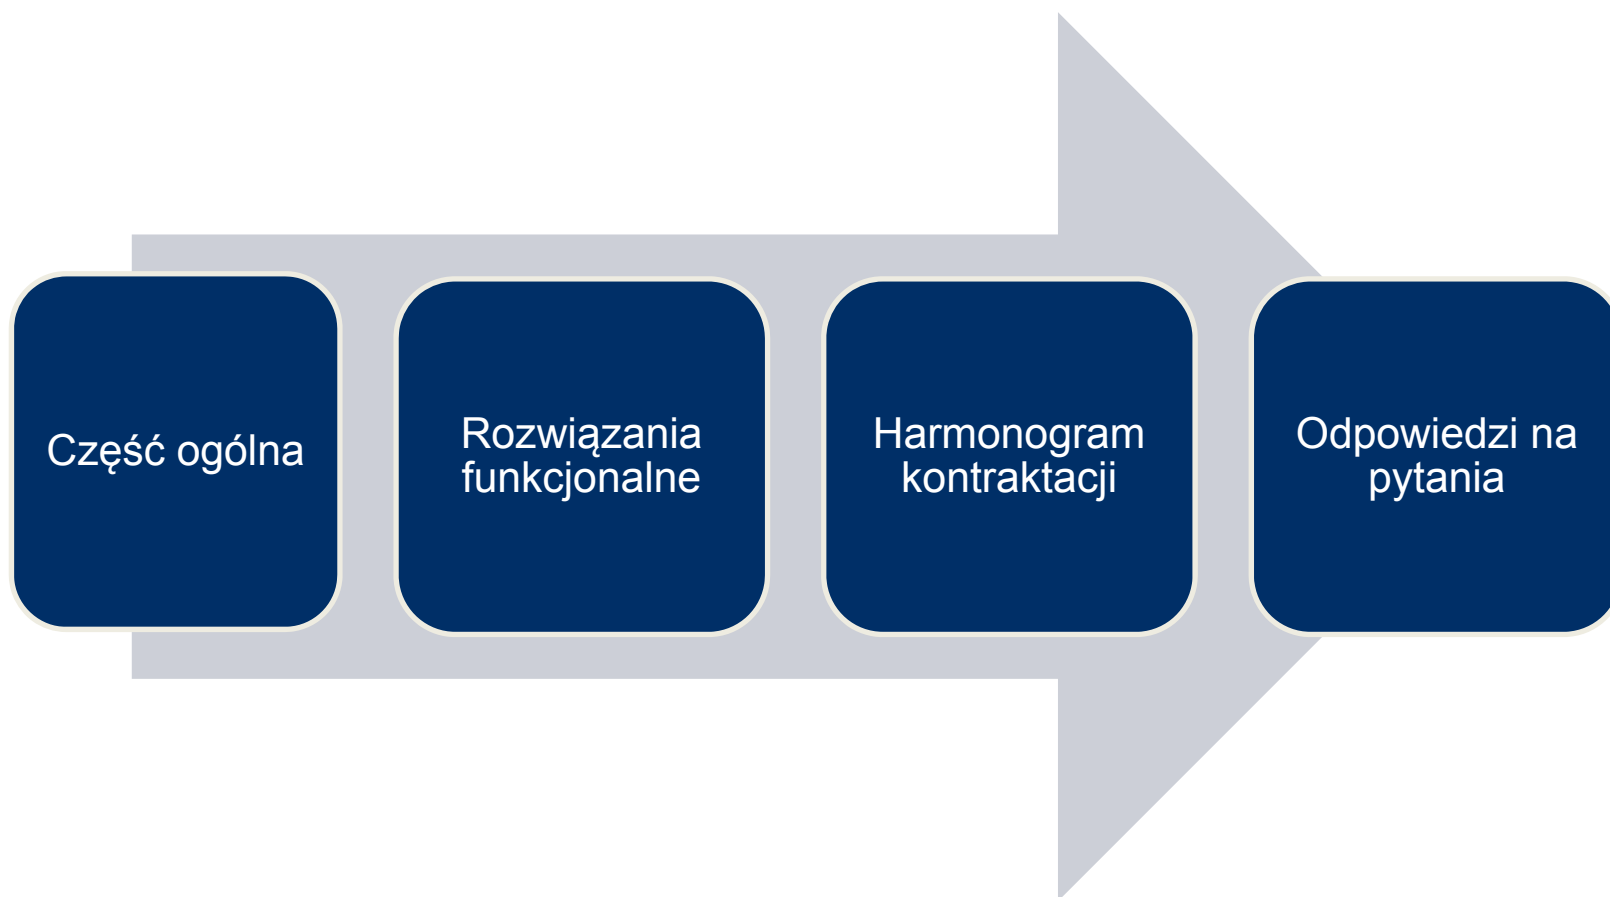 Część ogólna
Rozwiązania
funkcjonalne
Harmonogram
kontraktacji
Odpowiedzi na
pytania